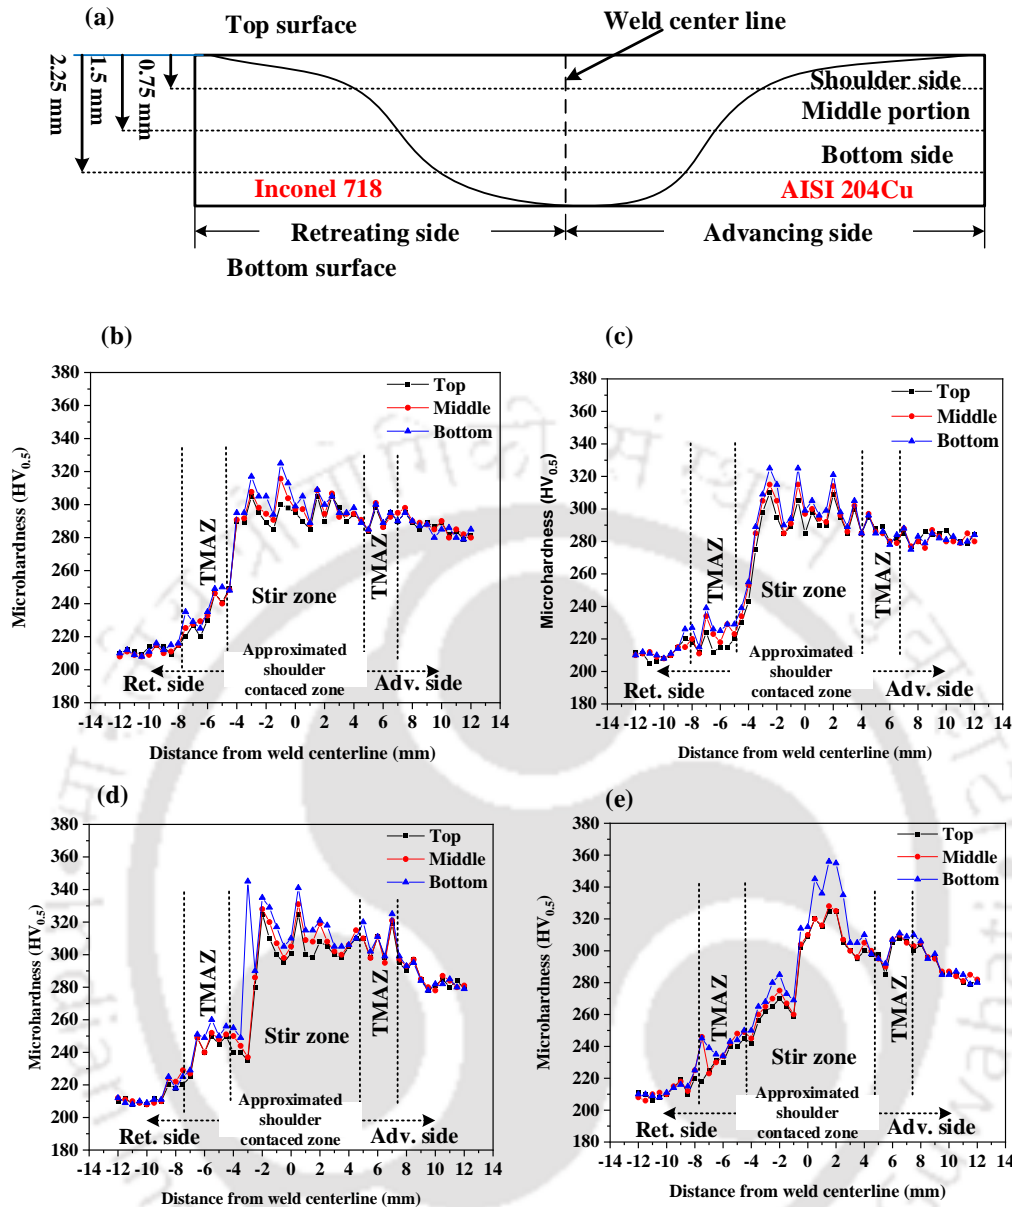 (a)
Top surface
Weld center line
0.75 mm
1.5 mm
2.25 mm
Shoulder side
Middle portion
Bottom side
Inconel 718
AISI 204Cu
Retreating side
Advancing side
Bottom surface
(b)
380
360
340
320
300
280
260
240
220
200
180
Microhardness (HV0.5)
Top
Middle
Bottom
TMAZ
Stir zone
TMAZ
Approximated
shoulder
contaced zone
Ret. side
Adv. side
-14 -12 -10 -8 -6 -4 -2 0 2 4 6 8 10 12 14
Distance from weld centerline (mm)
(c)
380
360
340
320
300
280
260
240
220
200
180
Microhardness (HV0.5)
Top
Middle
Bottom
TMAZ
Stir zone
TMAZ
Approximated
shoulder
contaced zone
Ret. side
Adv. side
-14 -12 -10 -8 -6 -4 -2 0 2 4 6 8 10 12 14
Distance from weld centerline (mm)
(d)
380
360
340
320
300
280
260
240
220
200
180
Microhardness (HV0.5)
Top
Middle
Bottom
TMAZ
Stir zone
TMAZ
Approximated
shoulder
contaced zone
Ret. side
Adv. side
-14 -12 -10 -8 -6 -4 -2 0 2 4 6 8 10 12 14
Distance from weld centerline (mm)
(e)
380
360
340
320
300
280
260
240
220
200
180
Microhardness (HV0.5)
Top
Middle
Bottom
TMAZ
Stir zone
TMAZ
Approximated
shoulder
contaced zone
Ret. side
Adv. side
-14 -12 -10 -8 -6 -4 -2 0 2 4 6 8 10 12 14
Distance from weld centerline (mm)